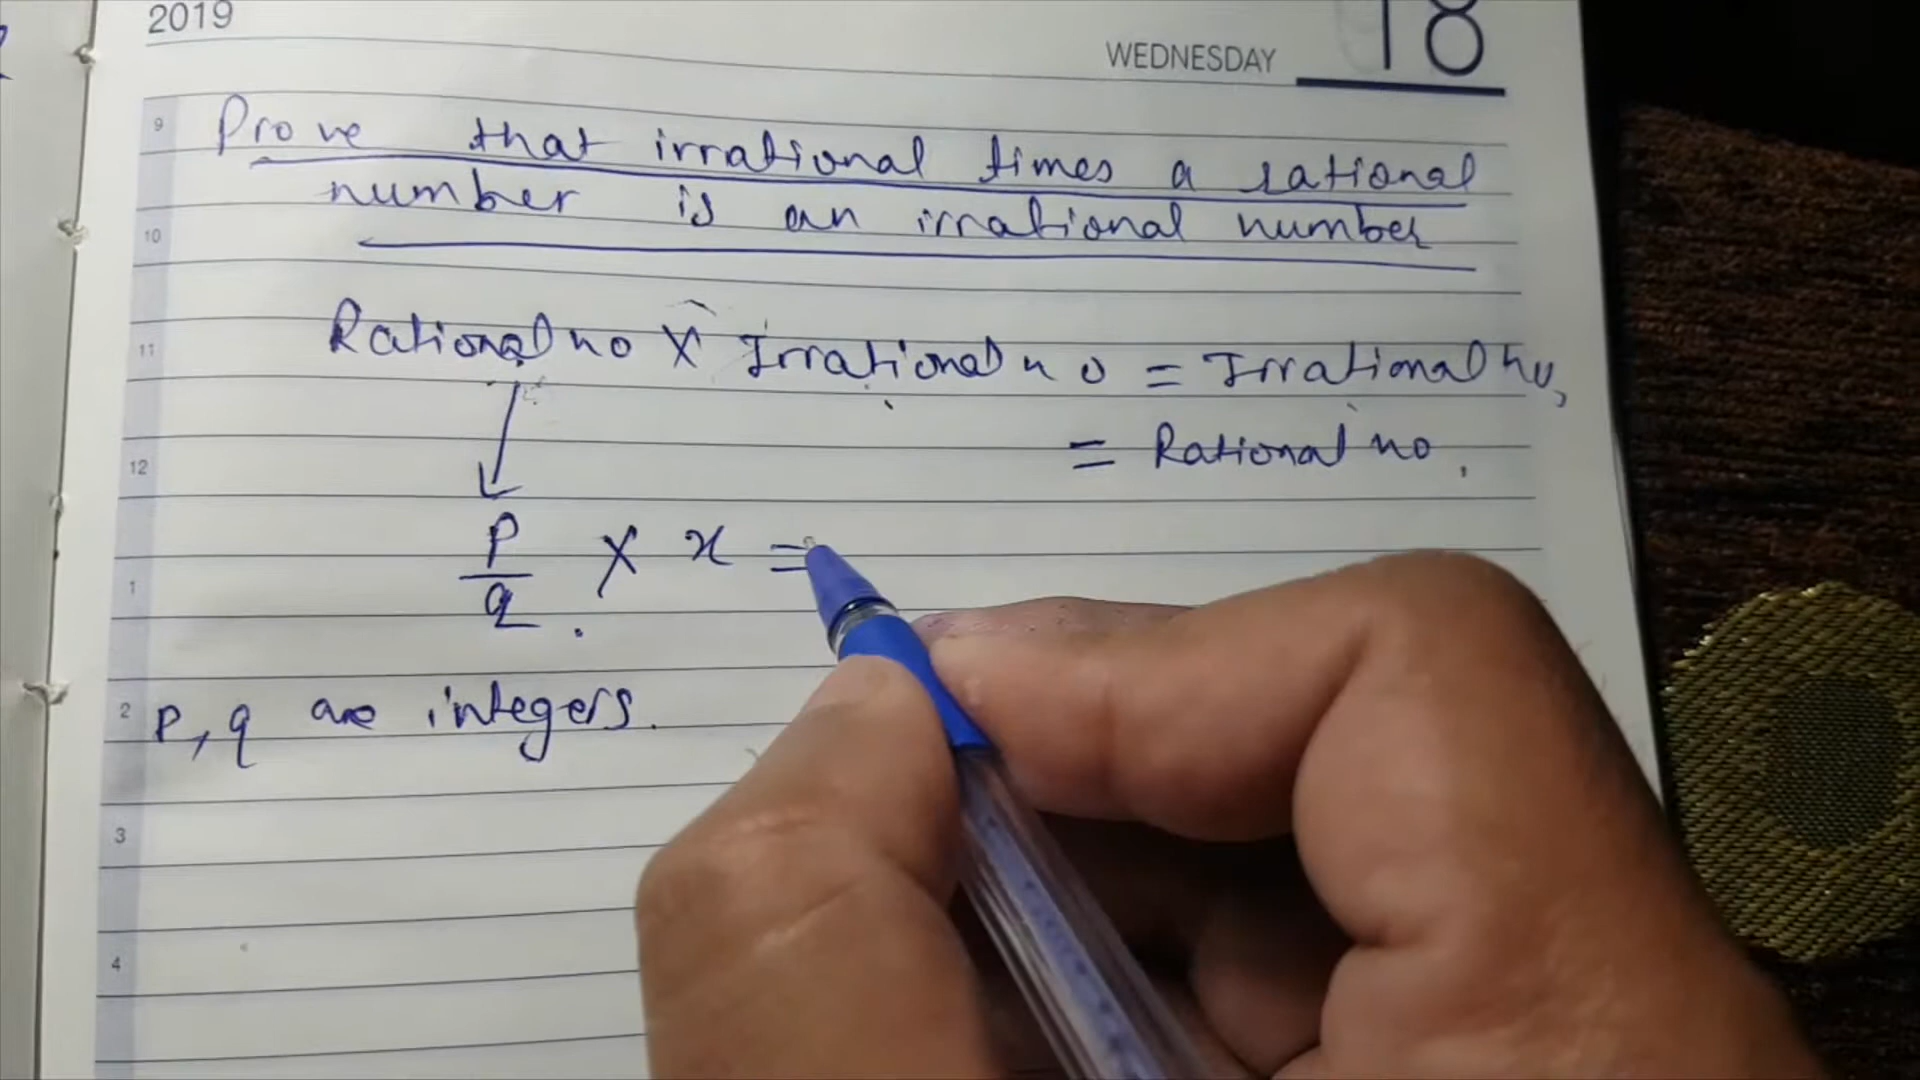 2019
WEDNESDAY 18
9 Prove that irrational times a rational
number is an irrational number
10
11 Rational no X Irrational no = Irrational no,
12 = Rational no.
P
1 — X x =
q
2 P, q are integers.
3
4